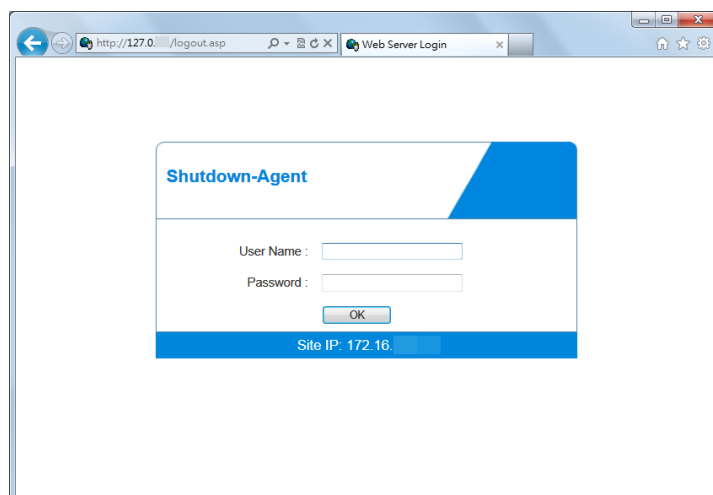 http://127.0. /logout.asp
Web Server Login
Shutdown-Agent
User Name :
Password :
OK
Site IP: 172.16.